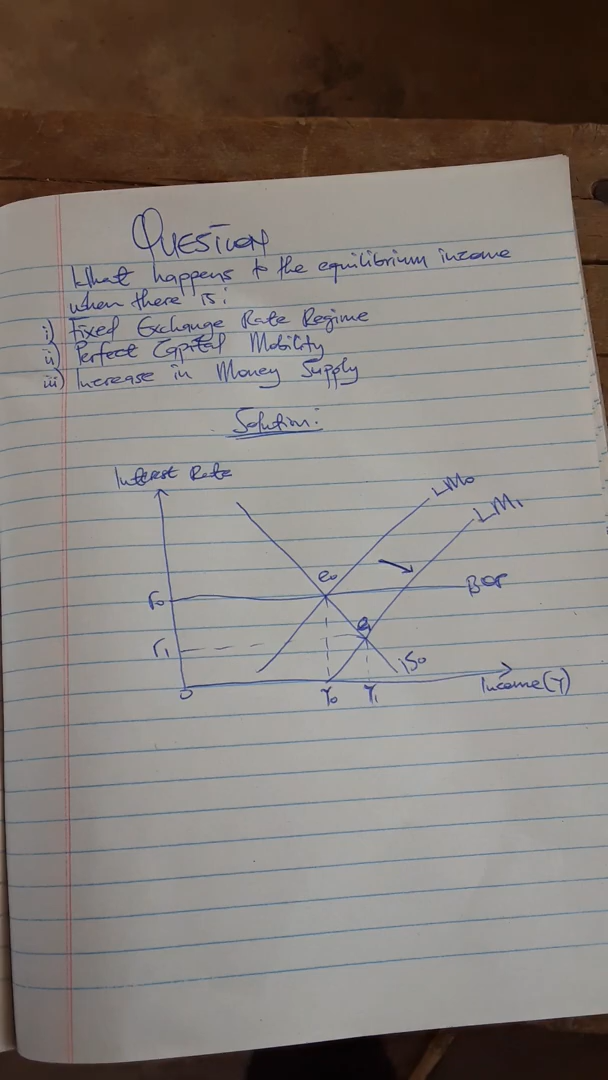 QUESTION
What happens to the equilibrium income
when there is:
i) Fixed Exchange Rate Regime
ii) Perfect Capital Mobility
iii) Increase in Money Supply
Solution:
Interest Rate
LM₀
LM₁
e₀
BOP
r₀
e₁
r₁
IS₀
0
Y₀
Y₁
Income(Y)